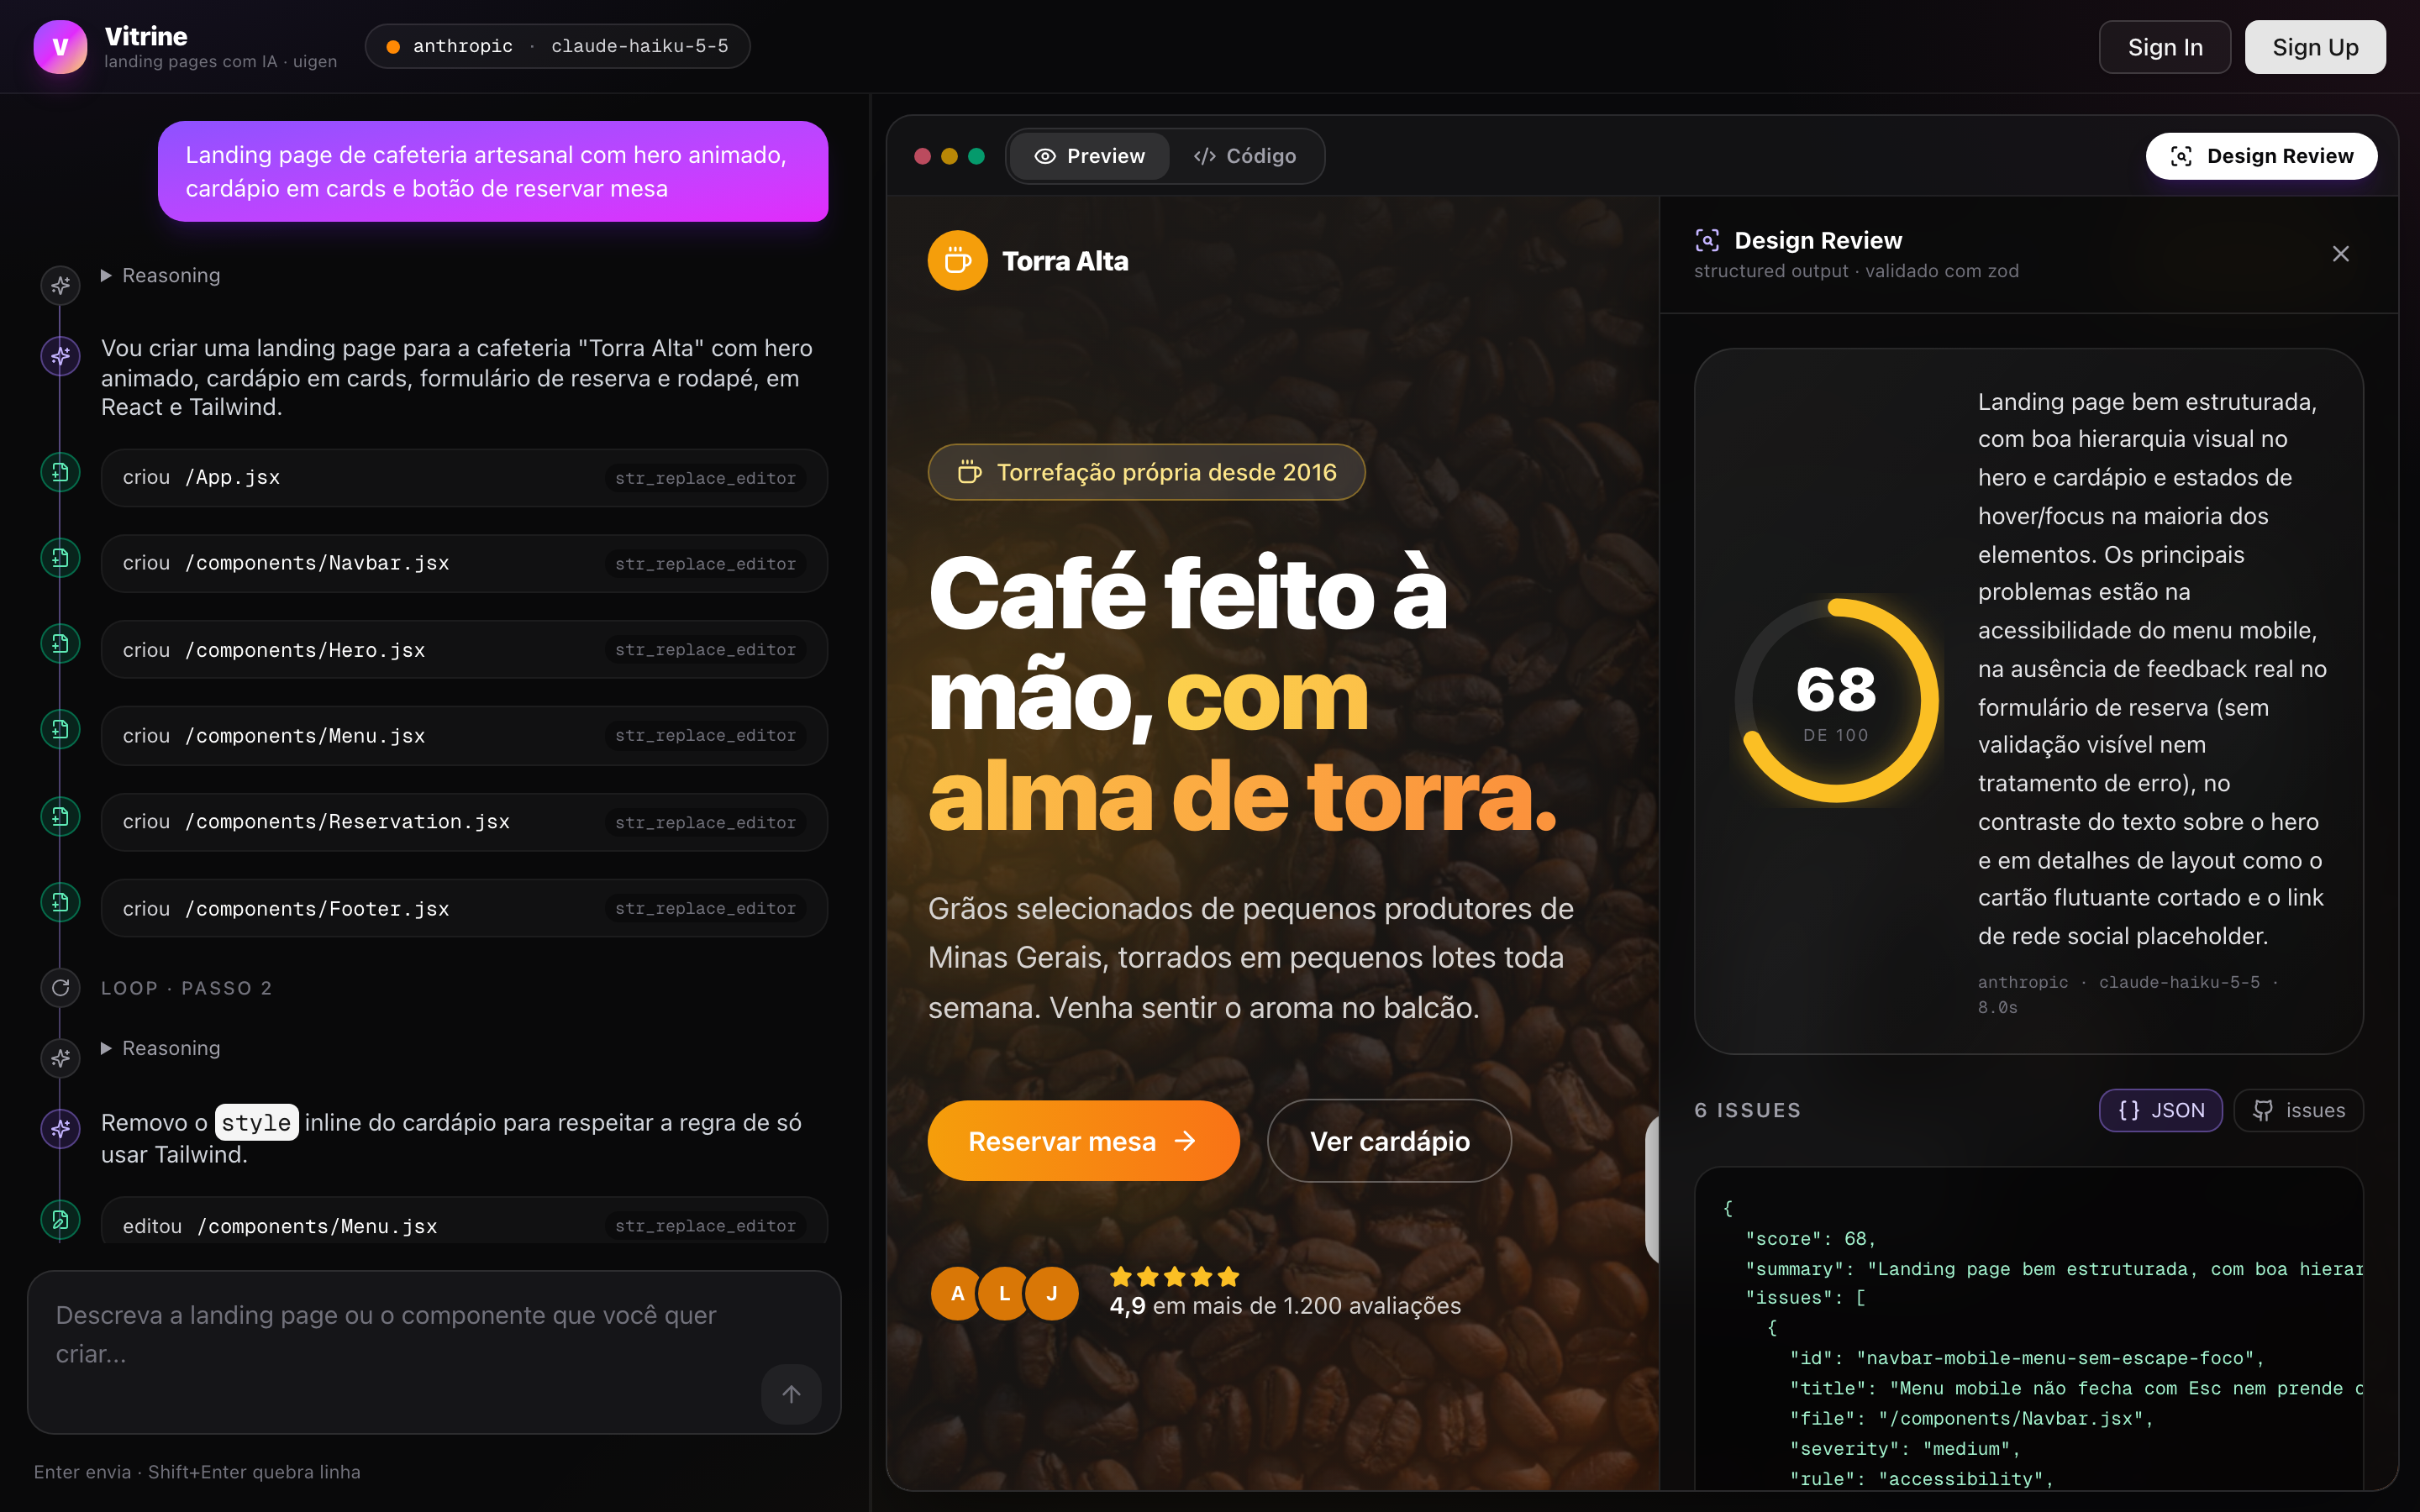 V
Vitrine
landing pages com IA · uigen
anthropic · claude-haiku-5-5
Sign In
Sign Up
Landing page de cafeteria artesanal com hero animado,
cardápio em cards e botão de reservar mesa
Reasoning
Vou criar uma landing page para a cafeteria "Torra Alta" com hero
animado, cardápio em cards, formulário de reserva e rodapé, em
React e Tailwind.
criou /App.jsx str_replace_editor
criou /components/Navbar.jsx str_replace_editor
criou /components/Hero.jsx str_replace_editor
criou /components/Menu.jsx str_replace_editor
criou /components/Reservation.jsx str_replace_editor
criou /components/Footer.jsx str_replace_editor
LOOP · PASSO 2
Reasoning
Removo o style inline do cardápio para respeitar a regra de só
usar Tailwind.
editou /components/Menu.jsx str_replace_editor
Descreva a landing page ou o componente que você quer
criar...
Enter envia · Shift+Enter quebra linha
Preview
Código
Design Review
Torra Alta
Torrefação própria desde 2016
Café feito à
mão, com
alma de torra.
Grãos selecionados de pequenos produtores de
Minas Gerais, torrados em pequenos lotes toda
semana. Venha sentir o aroma no balcão.
Reservar mesa
Ver cardápio
A L J
4,9 em mais de 1.200 avaliações
Design Review
structured output · validado com zod
68
DE 100
Landing page bem estruturada,
com boa hierarquia visual no
hero e cardápio e estados de
hover/focus na maioria dos
elementos. Os principais
problemas estão na
acessibilidade do menu mobile,
na ausência de feedback real no
formulário de reserva (sem
validação visível nem
tratamento de erro), no
contraste do texto sobre o hero
e em detalhes de layout como o
cartão flutuante cortado e o link
de rede social placeholder.
anthropic · claude-haiku-5-5 ·
8.0s
6 ISSUES
{} JSON
issues
{
"score": 68,
"summary": "Landing page bem estruturada, com boa hierar
"issues": [
{
"id": "navbar-mobile-menu-sem-escape-foco",
"title": "Menu mobile não fecha com Esc nem prende
"file": "/components/Navbar.jsx",
"severity": "medium",
"rule": "accessibility",